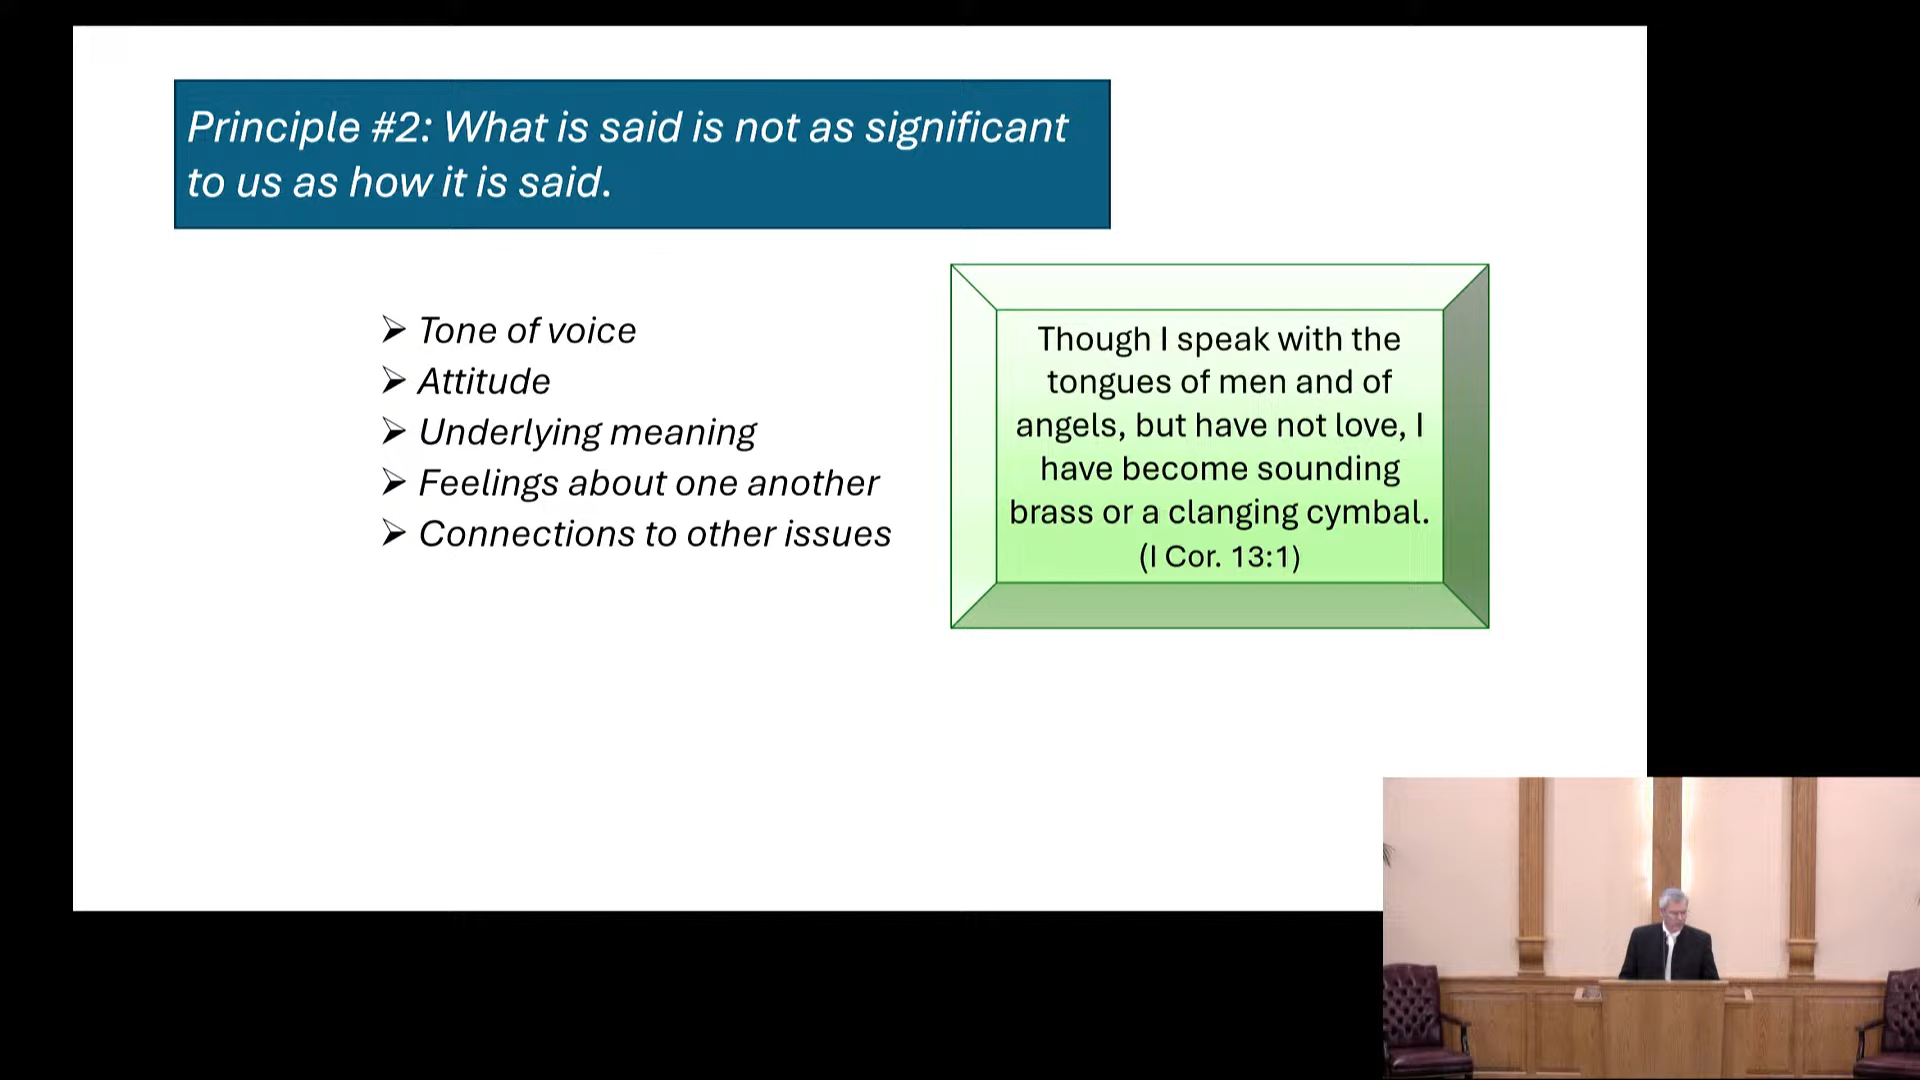 Principle #2: What is said is not as significant
to us as how it is said.
➢ Tone of voice
➢ Attitude
➢ Underlying meaning
➢ Feelings about one another
➢ Connections to other issues
Though I speak with the
tongues of men and of
angels, but have not love, I
have become sounding
brass or a clanging cymbal.
(I Cor. 13:1)